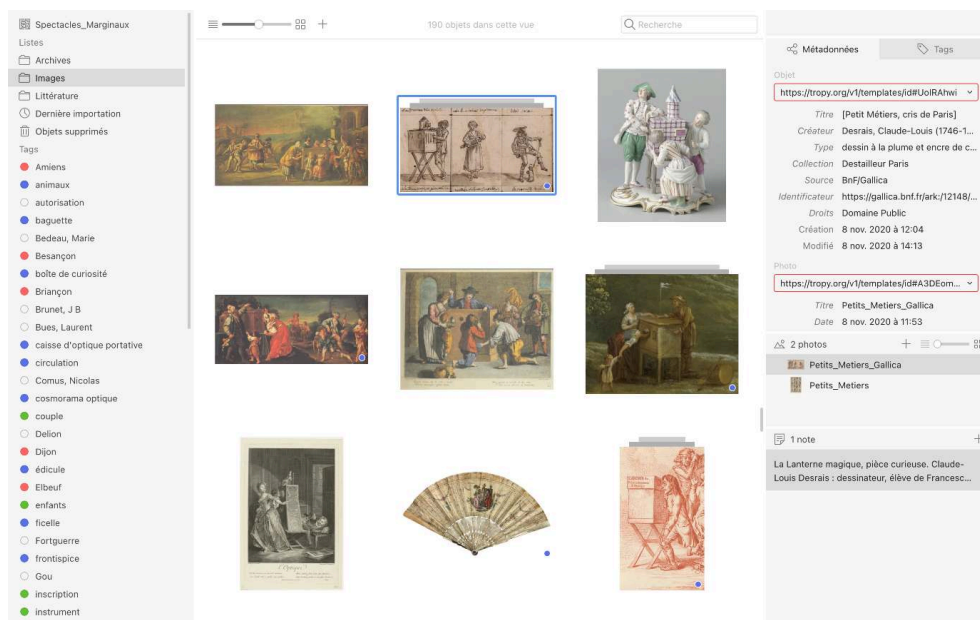 Spectacles_Marginaux
Listes
Archives
Images
Littérature
Dernière importation
Objets supprimés
Tags
Amiens
animaux
autorisation
baguette
Bedeau, Marie
Besançon
boîte de curiosité
Briançon
Brunet, J B
Bues, Laurent
caisse d'optique portative
circulation
Comus, Nicolas
cosmorama optique
couple
Delion
Dijon
édicule
Elbeuf
enfants
ficelle
Fortguerre
frontispice
Gou
inscription
instrument
190 objets dans cette vue
Recherche
Métadonnées
Tags
Objet
https://tropy.org/v1/templates/id#UolRAhwi
Titre [Petit Métiers, cris de Paris]
Créateur Desrais, Claude-Louis (1746-1...
Type dessin à la plume et encre de c...
Collection Destailleur Paris
Source BnF/Gallica
Identificateur https://gallica.bnf.fr/ark:/12148/...
Droits Domaine Public
Création 8 nov. 2020 à 12:04
Modifié 8 nov. 2020 à 14:13
Photo
https://tropy.org/v1/templates/id#A3DEom...
Titre Petits_Metiers_Gallica
Date 8 nov. 2020 à 11:53
2 photos
Petits_Metiers_Gallica
Petits_Metiers
1 note
La Lanterne magique, pièce curieuse. Claude-
Louis Desrais : dessinateur, élève de Francesc...